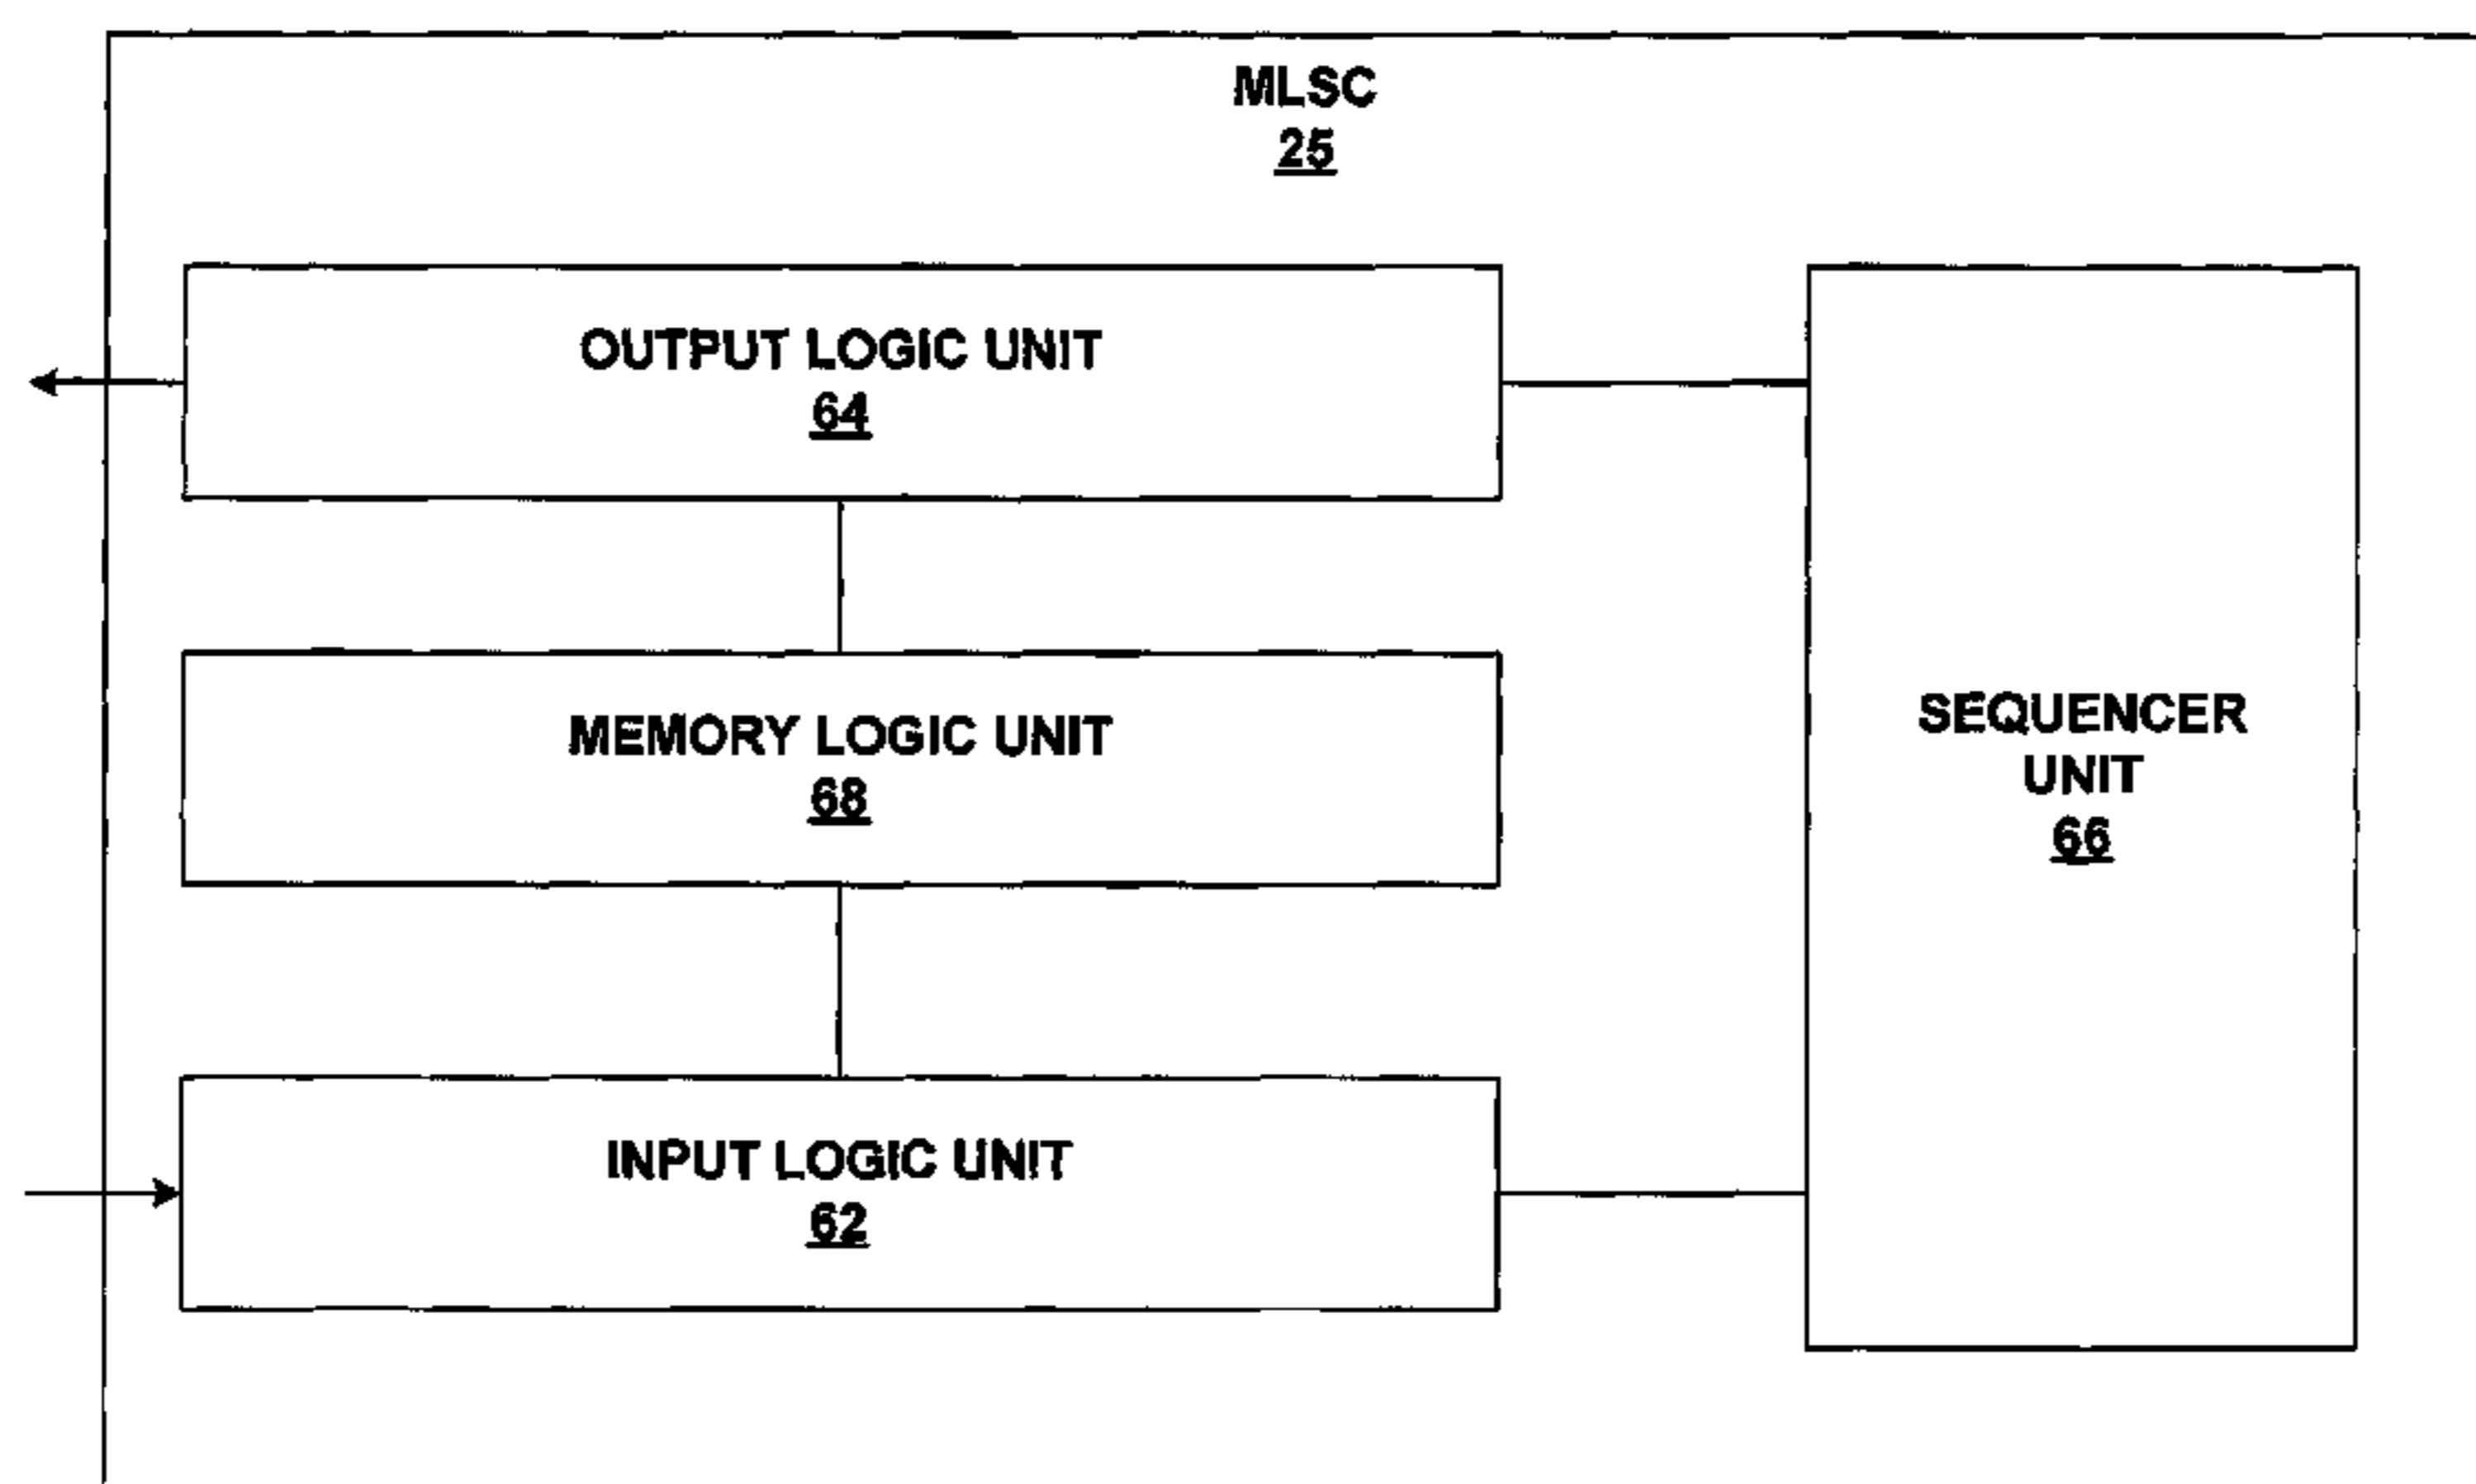 MLSC
25
OUTPUT LOGIC UNIT
64
MEMORY LOGIC UNIT
68
SEQUENCER
UNIT
66
INPUT LOGIC UNIT
62